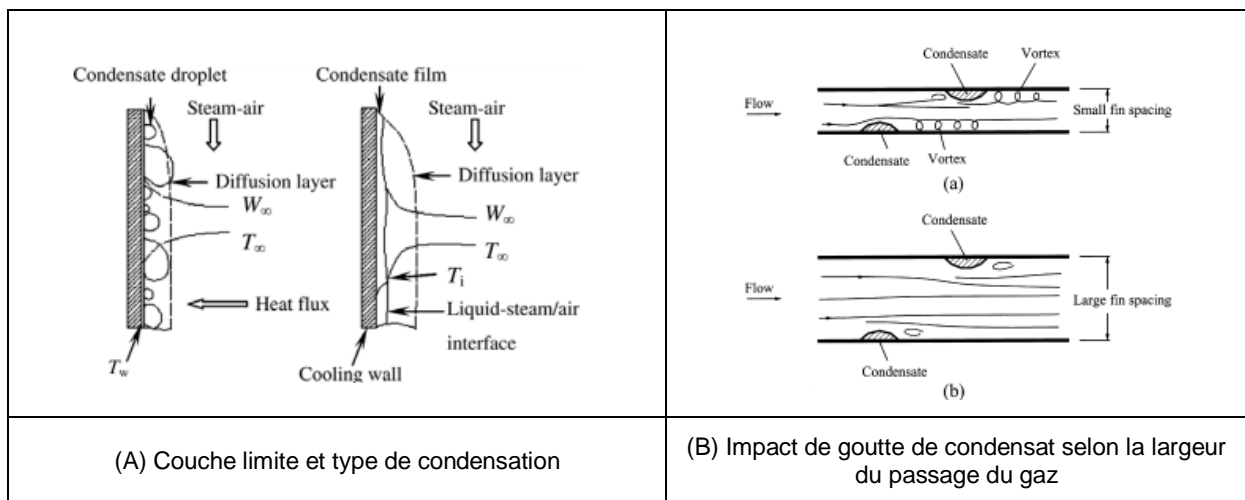 Condensate droplet
Steam-air
Diffusion layer
W∞
T∞
Heat flux
Tw
Condensate film
Steam-air
Diffusion layer
W∞
T∞
Ti
Liquid-steam/air
interface
Cooling wall
Condensate
Vortex
Flow
Small fin spacing
Condensate
Vortex
(a)
Condensate
Flow
Large fin spacing
Condensate
(b)
(A) Couche limite et type de condensation
(B) Impact de goutte de condensat selon la largeur
du passage du gaz